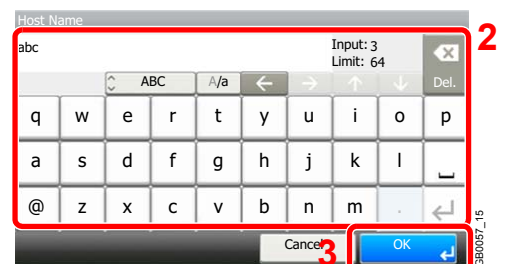 Host Name
abc
Input: 3
Limit: 64
ABC A/a ← → ↑ ↓ Del.
q w e r t y u i o p
a s d f g h j k l
@ z x c v b n m .
Cancel OK
2
3
GB0057_15